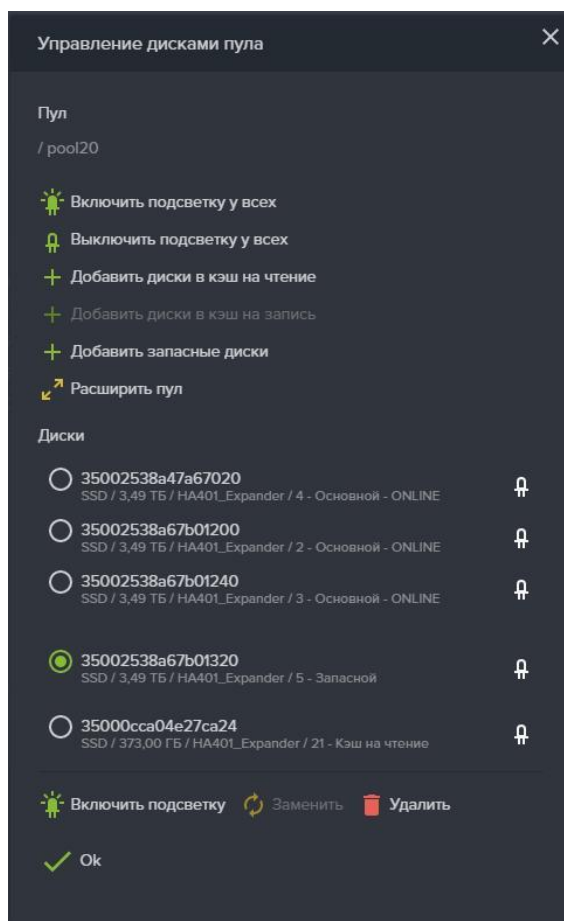 Управление дисками пула
Пул
/ pool20
Включить подсветку у всех
Выключить подсветку у всех
Добавить диски в кэш на чтение
Добавить диски в кэш на запись
Добавить запасные диски
Расширить пул
Диски
35002538a47a67020
SSD / 3,49 ТБ / HA401_Expander / 4 - Основной - ONLINE
35002538a67b01200
SSD / 3,49 ТБ / HA401_Expander / 2 - Основной - ONLINE
35002538a67b01240
SSD / 3,49 ТБ / HA401_Expander / 3 - Основной - ONLINE
35002538a67b01320
SSD / 3,49 ТБ / HA401_Expander / 5 - Запасной
35000cca04e27ca24
SSD / 373,00 ГБ / HA401_Expander / 21 - Кэш на чтение
Включить подсветку Заменить Удалить
Ok